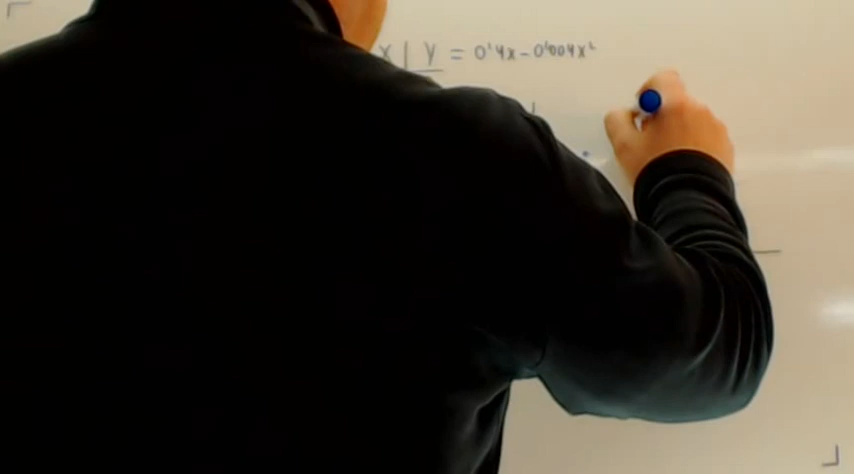 X | Y = 0'4x - 0'004x²